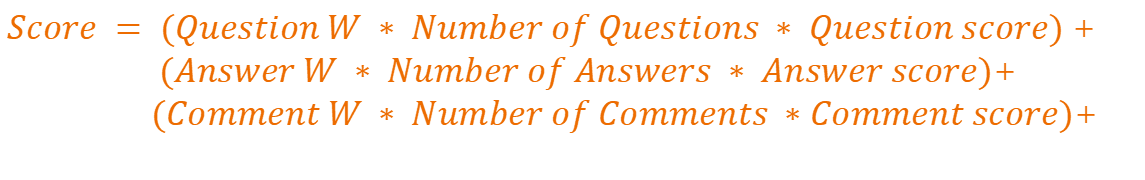 Score = (Question W * Number of Questions * Question score) +
(Answer W * Number of Answers * Answer score)+
(Comment W * Number of Comments * Comment score)+